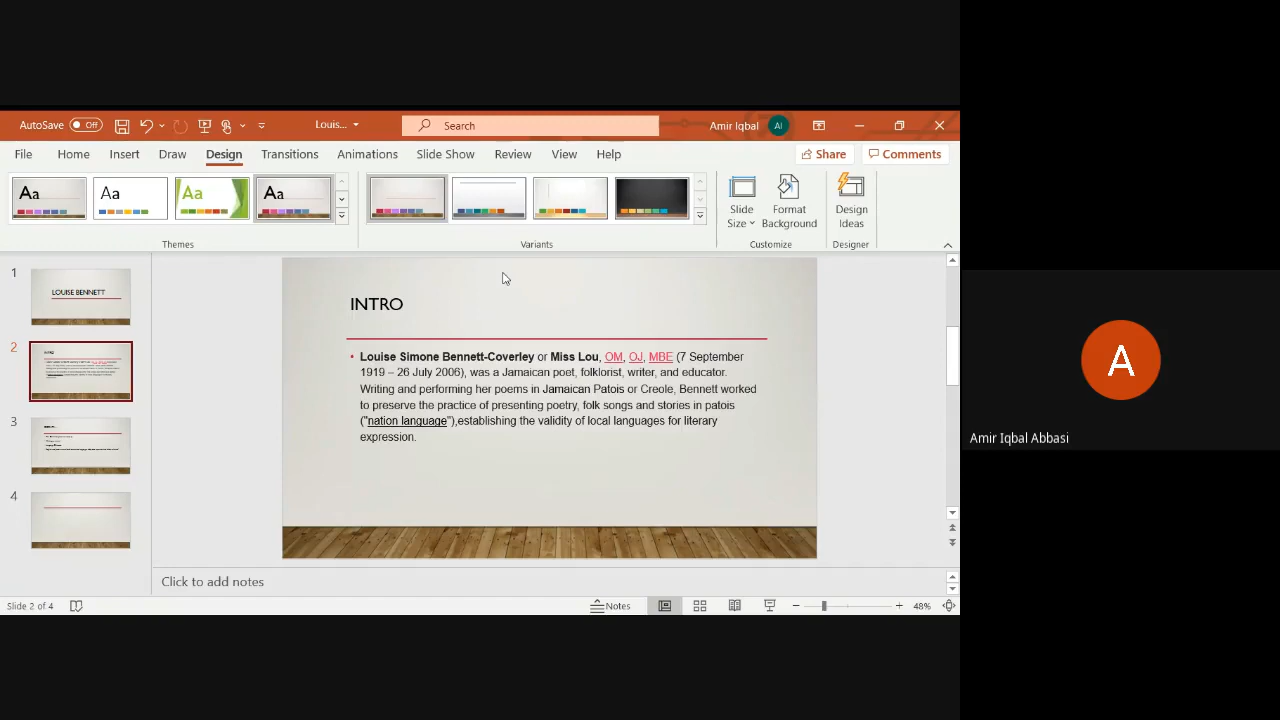 AutoSave Off Louis... Search Amir Iqbal AI
File Home Insert Draw Design Transitions Animations Slide Show Review View Help Share Comments
Aa Aa Aa Aa
Slide Size Format Background Design Ideas
Themes Variants Customize Designer
1
LOUISE BENNETT
2
3
4
INTRO
• Louise Simone Bennett-Coverley or Miss Lou, OM, OJ, MBE (7 September
1919 – 26 July 2006), was a Jamaican poet, folklorist, writer, and educator.
Writing and performing her poems in Jamaican Patois or Creole, Bennett worked
to preserve the practice of presenting poetry, folk songs and stories in patois
("nation language"),establishing the validity of local languages for literary
expression.
Click to add notes
Slide 2 of 4 Notes 48%
A
Amir Iqbal Abbasi